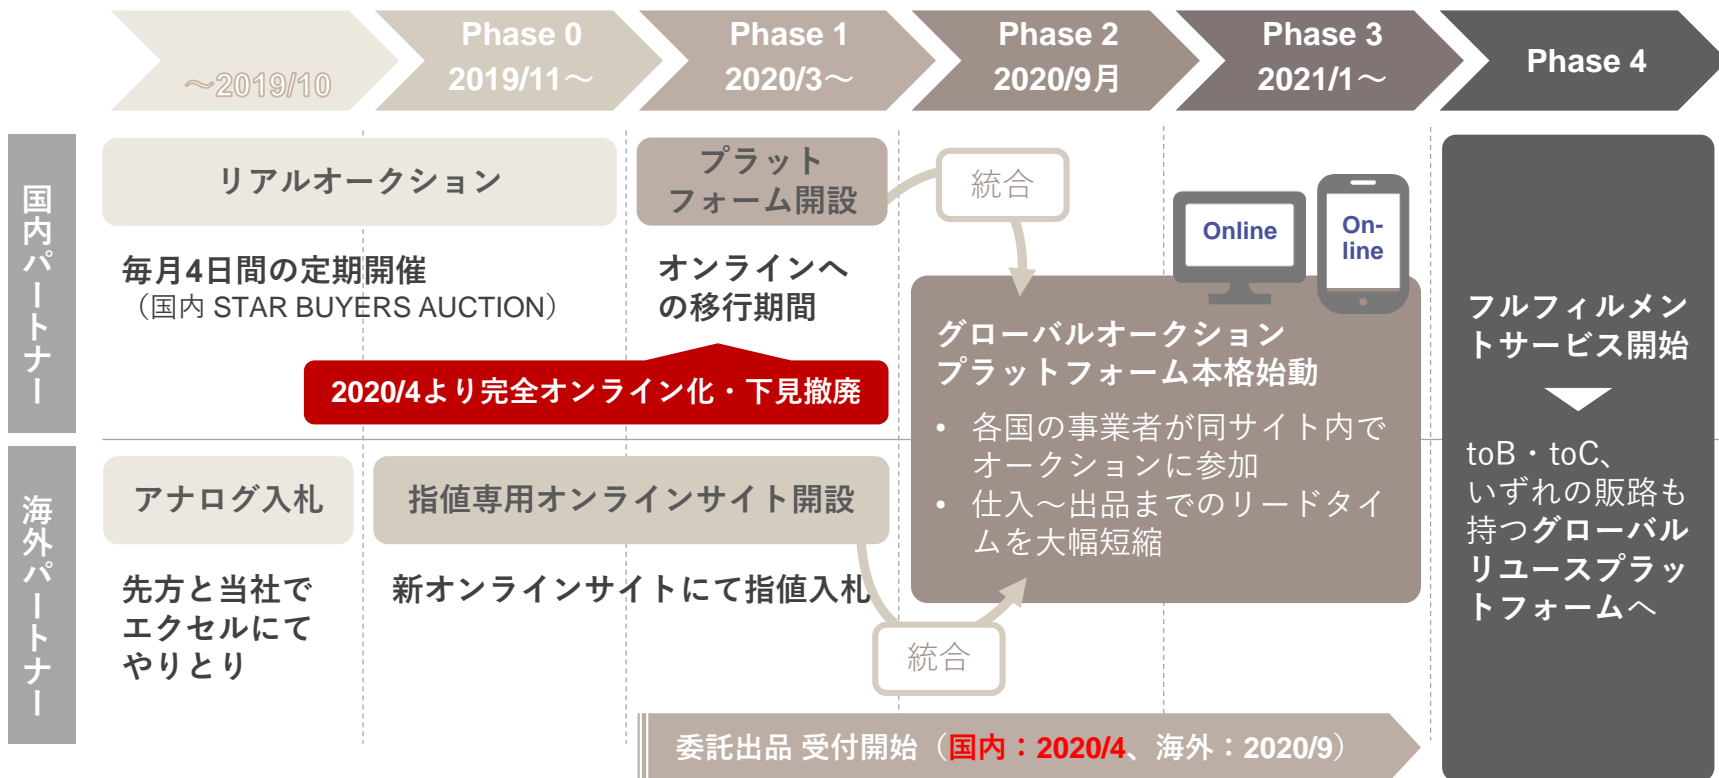 ～2019/10
Phase 0
2019/11～
Phase 1
2020/3～
Phase 2
2020/9月
Phase 3
2021/1～
Phase 4
国内パートナー
リアルオークション
毎月4日間の定期開催
（国内 STAR BUYERS AUCTION）
プラット
フォーム開設
オンラインへ
の移行期間
2020/4より完全オンライン化・下見撤廃
統合
Online
On-
line
グローバルオークション
プラットフォーム本格始動
• 各国の事業者が同サイト内で
オークションに参加
• 仕入～出品までのリードタイ
ムを大幅短縮
フルフィルメン
トサービス開始
toB・toC、
いずれの販路も
持つグローバル
リユースプラッ
トフォームへ
海外パートナー
アナログ入札
先方と当社で
エクセルにて
やりとり
指値専用オンラインサイト開設
新オンラインサイトにて指値入札
統合
委託出品 受付開始（国内：2020/4、海外：2020/9）